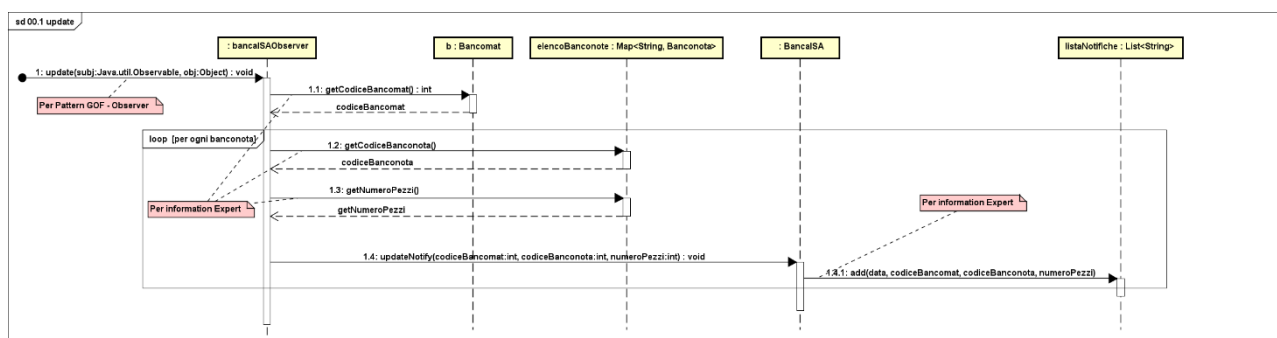 sd 00.1 update
: bancaISAObserver
b : Bancomat
elencoBanconote : Map<String, Banconota>
: BancaISA
listaNotifiche : List<String>
1: update(subj:Java.util.Observable, obj:Object) : void
Per Pattern GOF - Observer
1.1: getCodiceBancomat() : int
codiceBancomat
loop [per ogni banconota]
1.2: getCodiceBanconota()
codiceBanconota
1.3: getNumeroPezzi()
getNumeroPezzi
Per information Expert
Per information Expert
1.4: updateNotify(codiceBancomat:int, codiceBanconota:int, numeroPezzi:int) : void
1.4.1: add(data, codiceBancomat, codiceBanconota, numeroPezzi)